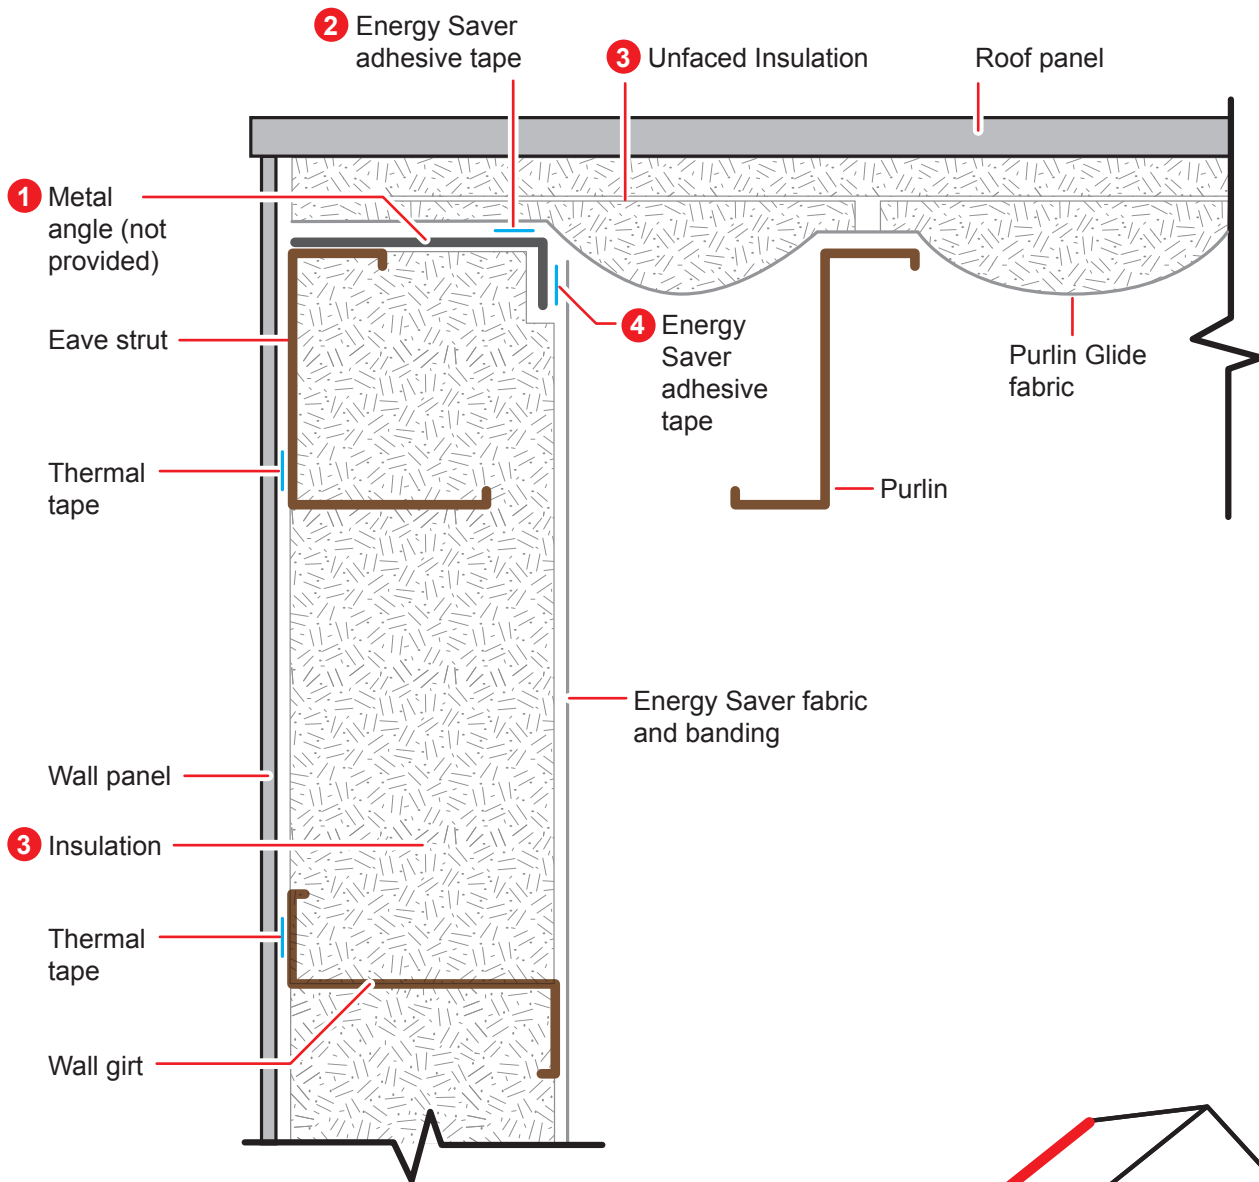 2 Energy Saver
adhesive tape
3 Unfaced Insulation
Roof panel
1 Metal
angle (not
provided)
Eave strut
4 Energy
Saver
adhesive
tape
Purlin Glide
fabric
Thermal
tape
Purlin
Energy Saver fabric
and banding
Wall panel
3 Insulation
Thermal
tape
Wall girt